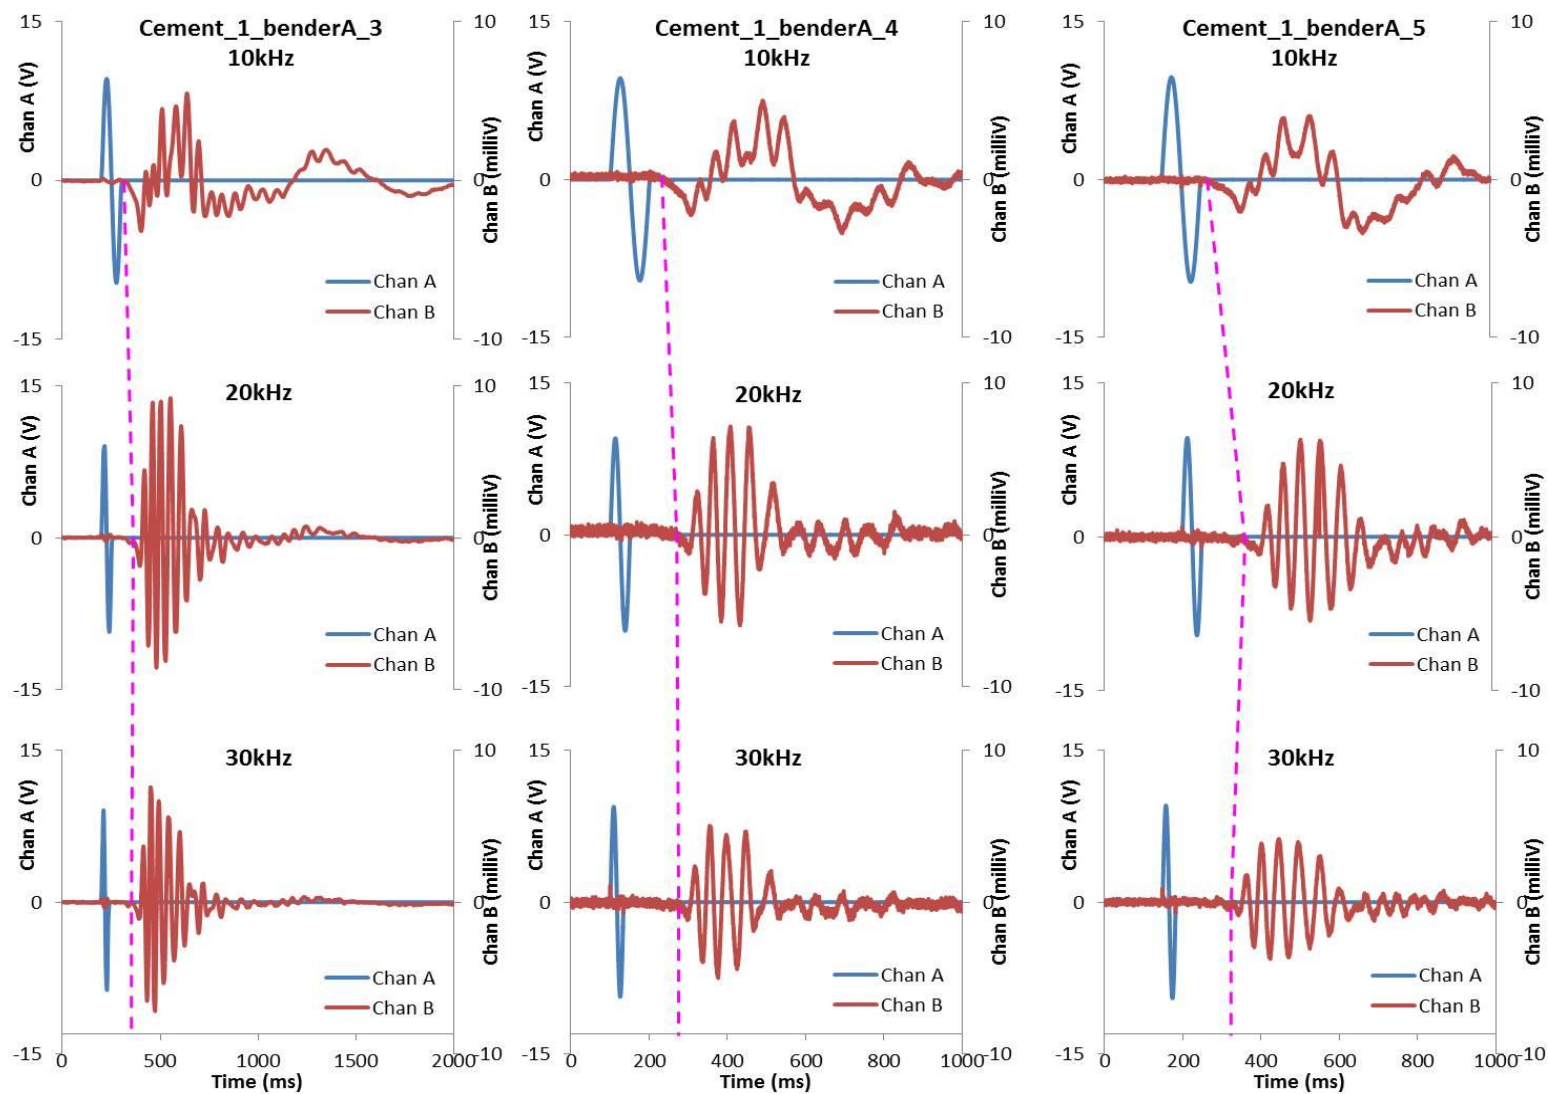 Cement_1_benderA_3
10kHz
15
10
Chan A (V)
0
0
Chan B (milliV)
Chan A
Chan B
-15
-10
Cement_1_benderA_4
10kHz
15
10
Chan A (V)
0
0
Chan B (milliV)
Chan A
Chan B
-15
-10
Cement_1_benderA_5
10kHz
15
10
Chan A (V)
0
0
Chan B (milliV)
Chan A
Chan B
-15
-10
20kHz
15
10
Chan A (V)
0
0
Chan B (milliV)
Chan A
Chan B
-15
-10
20kHz
15
10
Chan A (V)
0
0
Chan B (milliV)
Chan A
Chan B
-15
-10
20kHz
15
10
Chan A (V)
0
0
Chan B (milliV)
Chan A
Chan B
-15
-10
30kHz
15
10
Chan A (V)
0
0
Chan B (milliV)
Chan A
Chan B
-15
-10
0 500 1000 1500 2000
Time (ms)
30kHz
15
10
Chan A (V)
0
0
Chan B (milliV)
Chan A
Chan B
-15
-10
0 200 400 600 800 1000
Time (ms)
30kHz
15
10
Chan A (V)
0
0
Chan B (milliV)
Chan A
Chan B
-15
-10
0 200 400 600 800 1000
Time (ms)